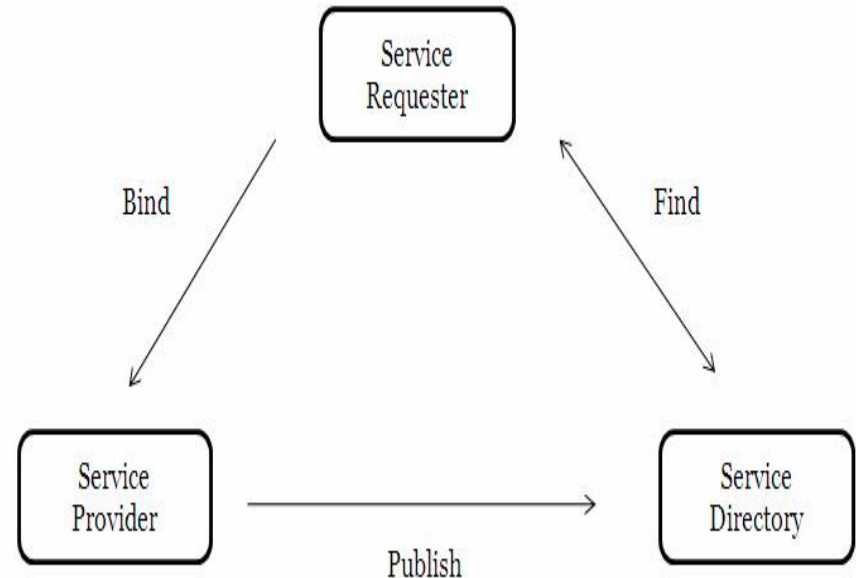 Service
Requester
Bind
Find
Service
Provider
Service
Directory
Publish